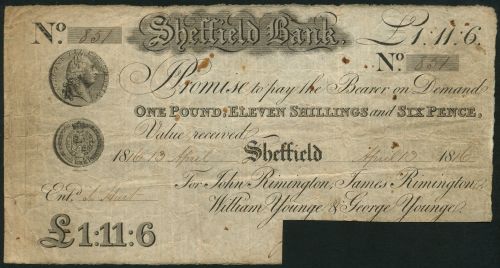 Sheffield Bank.
No. 851 £1:11:6
No. 851
Promise to pay the Bearer on Demand
ONE POUND; ELEVEN SHILLINGS and SIX PENCE,
Value received
1816 13 April Sheffield April 13 1816
For John Rimington, James Rimington,
Entd. William Younge & George Younge.
£1:11:6